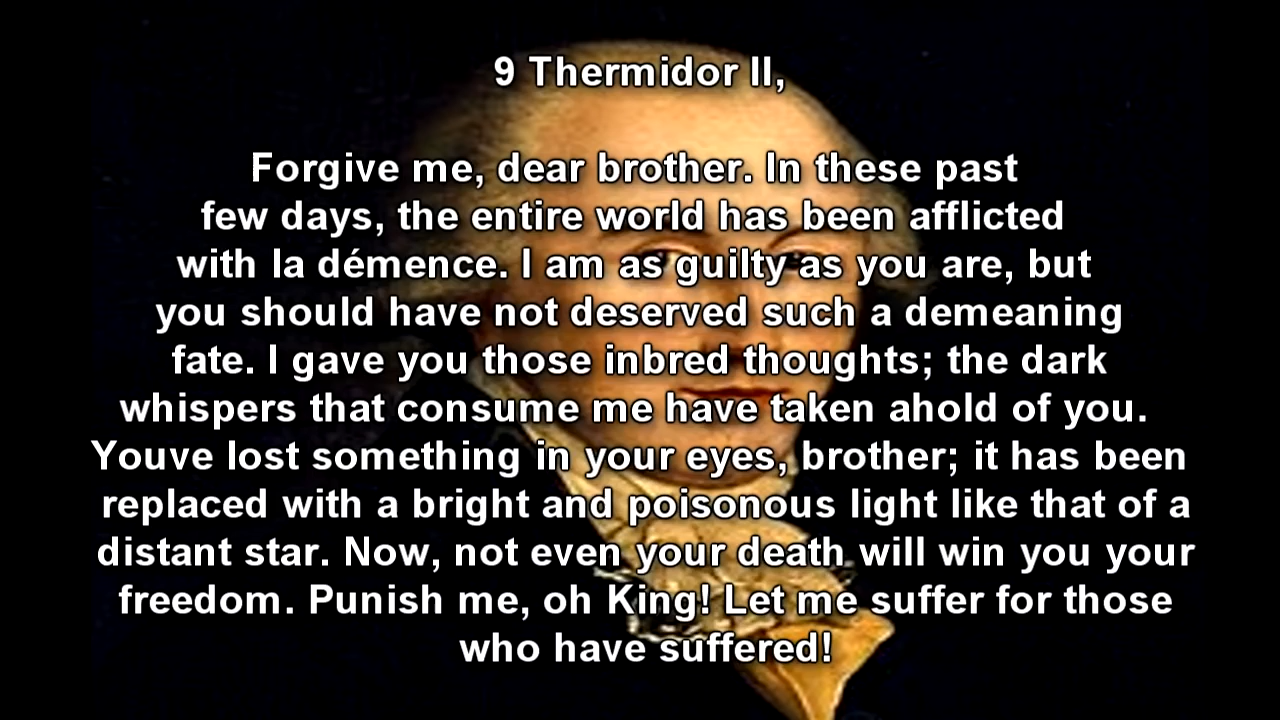 9 Thermidor II,
Forgive me, dear brother. In these past
few days, the entire world has been afflicted
with la démence. I am as guilty as you are, but
you should have not deserved such a demeaning
fate. I gave you those inbred thoughts; the dark
whispers that consume me have taken ahold of you.
Youve lost something in your eyes, brother; it has been
replaced with a bright and poisonous light like that of a
distant star. Now, not even your death will win you your
freedom. Punish me, oh King! Let me suffer for those
who have suffered!